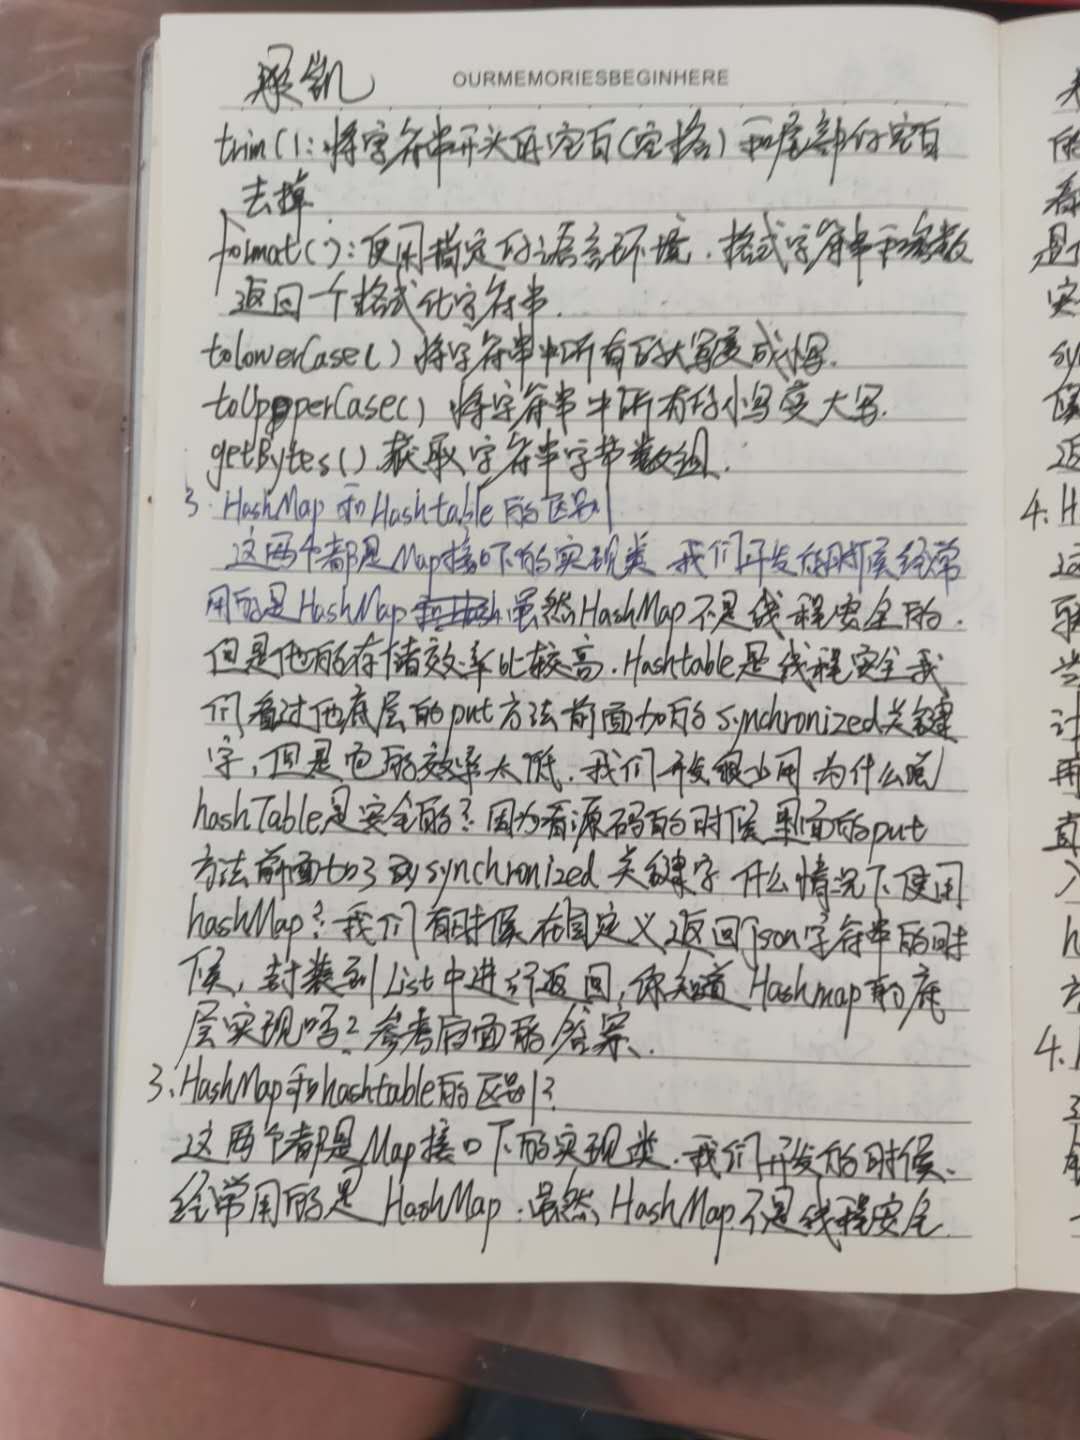 梁凯
OURMEMORIESBEGINHERE
trim(): 将字符串开头的空白(空格)和尾部的空白
去掉.
format(): 使用指定的语言环境.格式字符串和参数
返回一个格式化字符串.
tolowerCase() 将字符串中所有的大写变成小写.
toUppperCase() 将字符串中所有的小写变大写.
getBytes() 获取字符串字节数组.
3. HashMap和Hashtable的区别
这两个都是Map接口下的实现类 我们开发的时候经常
用的是HashMap 虽然HashMap不是线程安全的.
但是他的存储效率比较高.Hashtable是线程安全我
们看过他底层的put方法前面加的synchronized关键
字,但是它的效率太低.我们开发很少用 为什么说
hashTable是安全的?因为看源码的时候 里面的put
方法前面加了synchronized 关键字 什么情况下使用
hashMap?我们有时候在自定义返回json字符串的时
候,封装到List中进行返回,你知道Hashmap的底
层实现吗?参考后面的答案.
3、HashMap和hashtable的区别?
这两个都是Map接口下的实现类.我们开发的时候、
经常用的是HashMap.虽然HashMap.不是线程安全.
4. H
4.